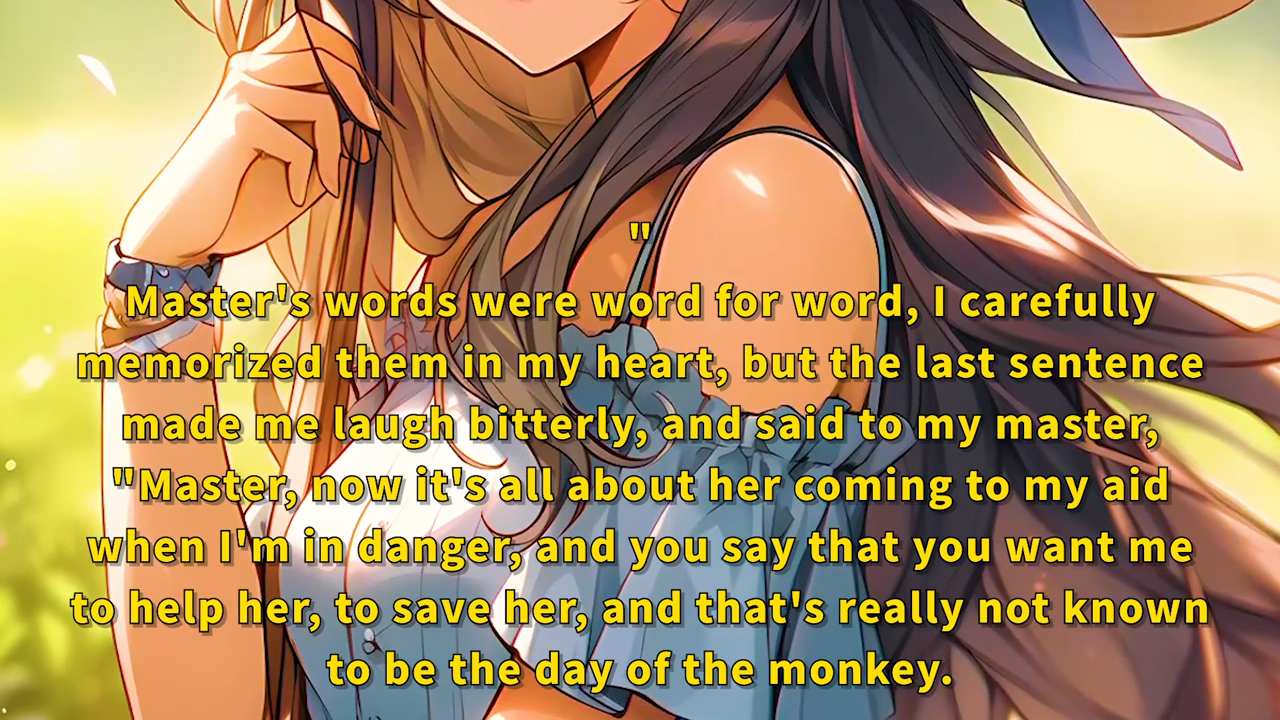 "
Master's words were word for word, I carefully
memorized them in my heart, but the last sentence
made me laugh bitterly, and said to my master,
"Master, now it's all about her coming to my aid
when I'm in danger, and you say that you want me
to help her, to save her, and that's really not known
to be the day of the monkey.